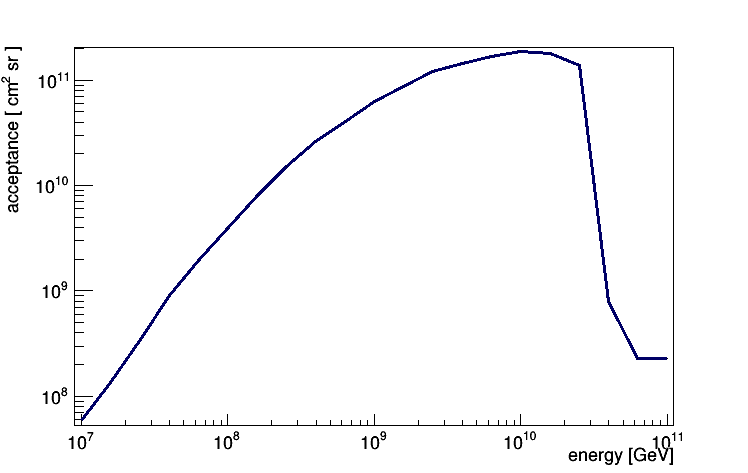 acceptance [ cm² sr ]
10¹¹
10¹⁰
10⁹
10⁸
10⁷ 10⁸ 10⁹ 10¹⁰ 10¹¹
energy [GeV]